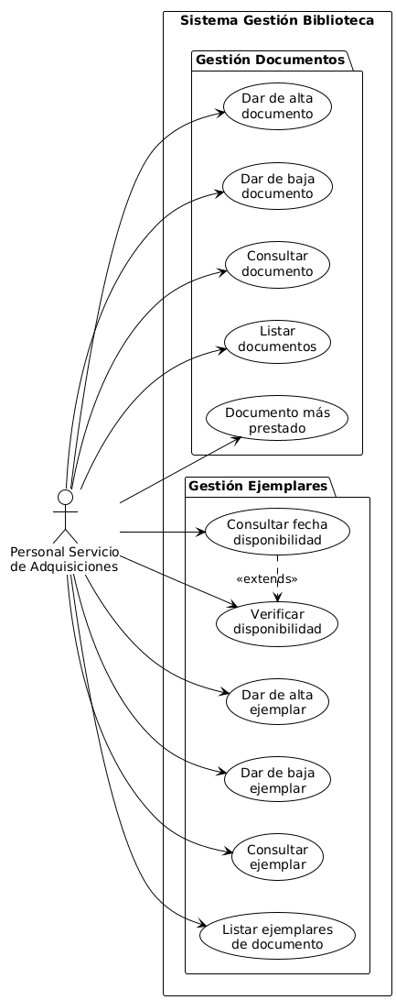 Sistema Gestión Biblioteca
Gestión Documentos
Dar de alta
documento
Dar de baja
documento
Consultar
documento
Listar
documentos
Documento más
prestado
Personal Servicio
de Adquisiciones
Gestión Ejemplares
Consultar fecha
disponibilidad
«extends»
Verificar
disponibilidad
Dar de alta
ejemplar
Dar de baja
ejemplar
Consultar
ejemplar
Listar ejemplares
de documento